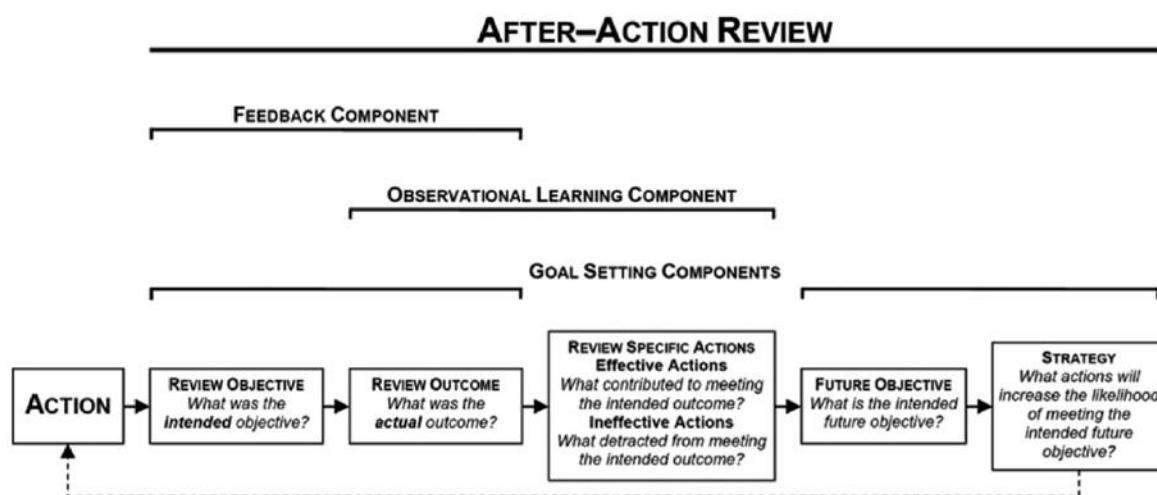 AFTER–ACTION REVIEW
FEEDBACK COMPONENT
OBSERVATIONAL LEARNING COMPONENT
GOAL SETTING COMPONENTS
ACTION
REVIEW OBJECTIVE
What was the
intended objective?
REVIEW OUTCOME
What was the
actual outcome?
REVIEW SPECIFIC ACTIONS
Effective Actions
What contributed to meeting
the intended outcome?
Ineffective Actions
What detracted from meeting
the intended outcome?
FUTURE OBJECTIVE
What is the intended
future objective?
STRATEGY
What actions will
increase the likelihood
of meeting the
intended future
objective?